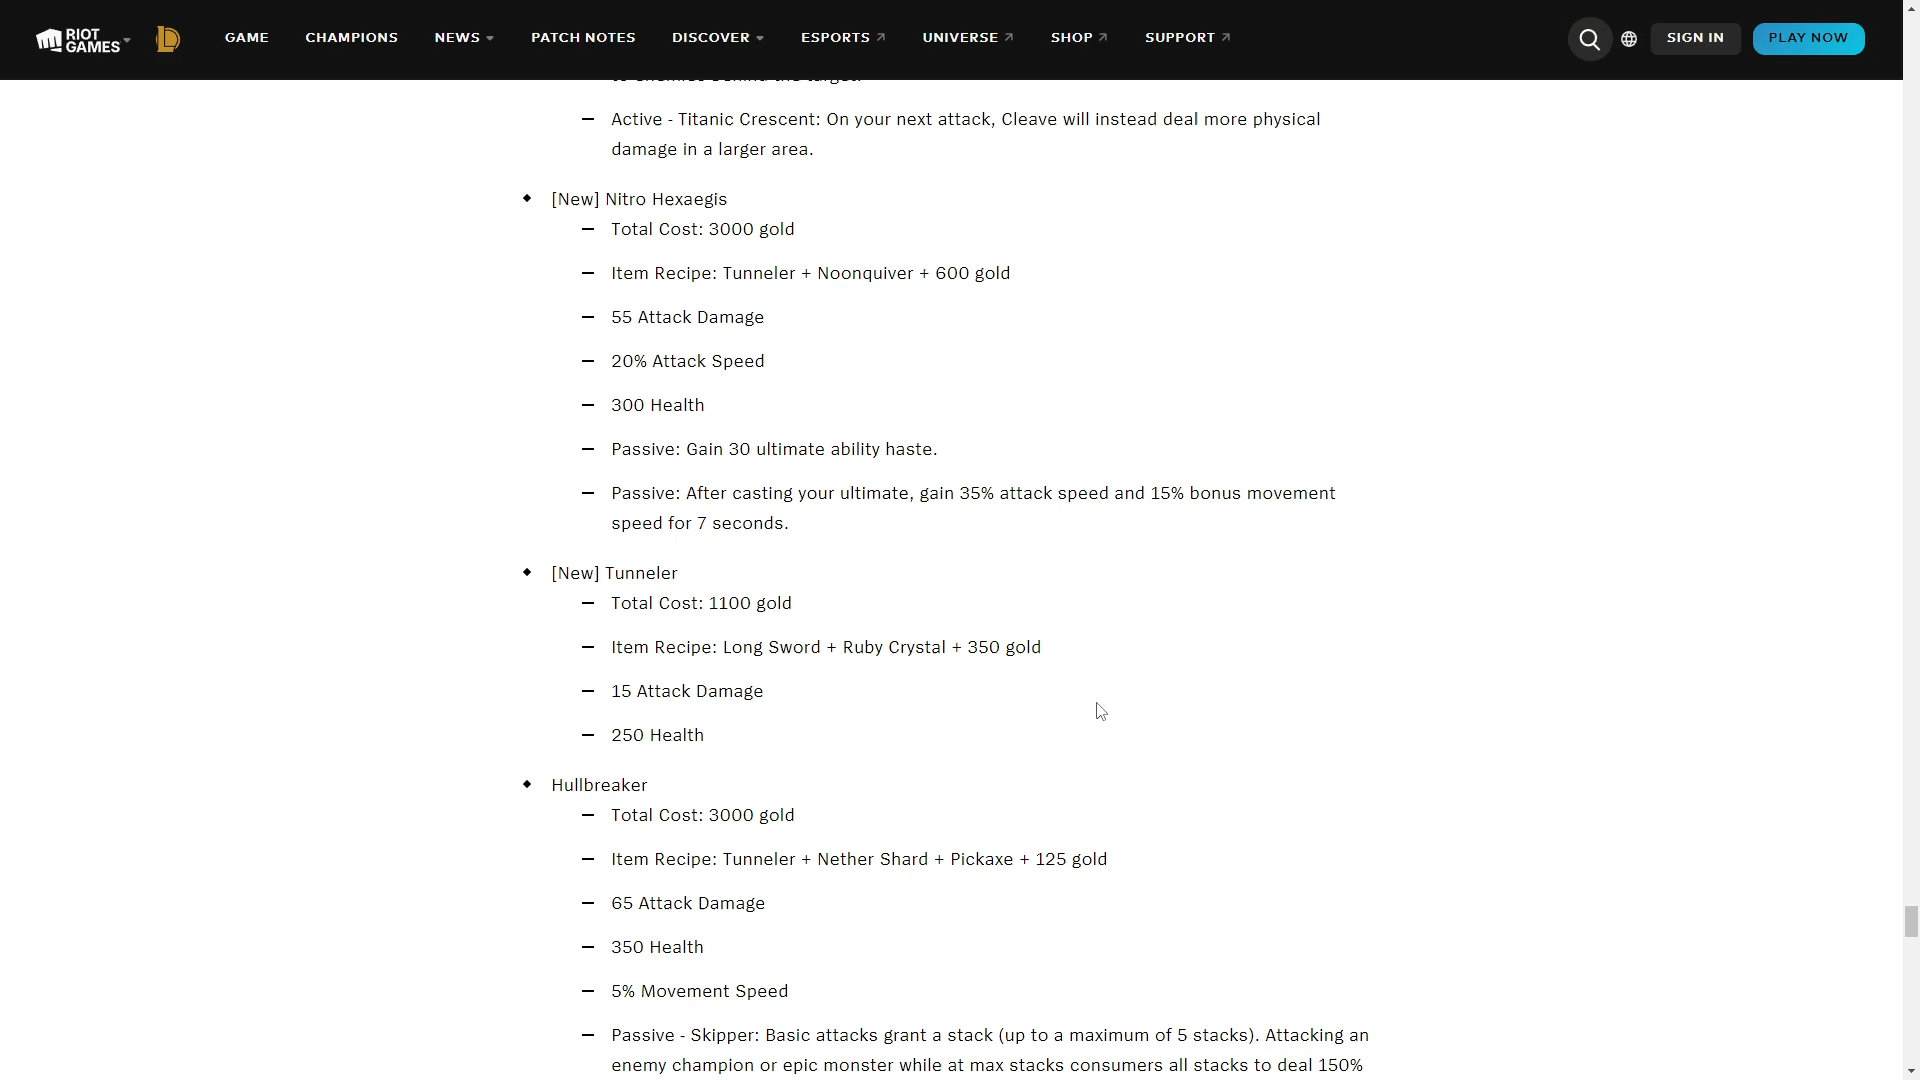 RIOT GAMES
GAME
CHAMPIONS
NEWS
PATCH NOTES
DISCOVER
ESPORTS
UNIVERSE
SHOP
SUPPORT
SIGN IN
PLAY NOW
to enemies behind the target.
Active - Titanic Crescent: On your next attack, Cleave will instead deal more physical
damage in a larger area.
[New] Nitro Hexaegis
Total Cost: 3000 gold
Item Recipe: Tunneler + Noonquiver + 600 gold
55 Attack Damage
20% Attack Speed
300 Health
Passive: Gain 30 ultimate ability haste.
Passive: After casting your ultimate, gain 35% attack speed and 15% bonus movement
speed for 7 seconds.
[New] Tunneler
Total Cost: 1100 gold
Item Recipe: Long Sword + Ruby Crystal + 350 gold
15 Attack Damage
250 Health
Hullbreaker
Total Cost: 3000 gold
Item Recipe: Tunneler + Nether Shard + Pickaxe + 125 gold
65 Attack Damage
350 Health
5% Movement Speed
Passive - Skipper: Basic attacks grant a stack (up to a maximum of 5 stacks). Attacking an
enemy champion or epic monster while at max stacks consumers all stacks to deal 150%